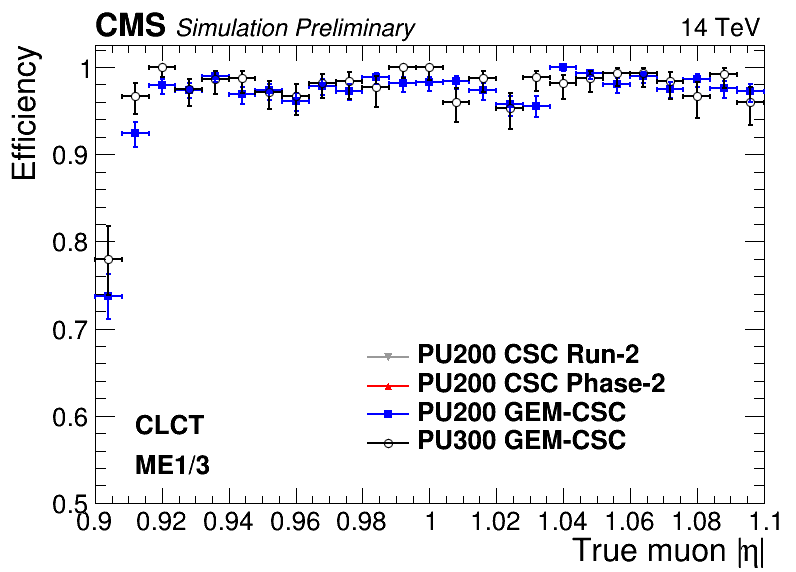 CMS Simulation Preliminary 14 TeV
Efficiency
1
0.9
0.8
0.7
0.6
0.5
PU200 CSC Run-2
PU200 CSC Phase-2
PU200 GEM-CSC
PU300 GEM-CSC
CLCT
ME1/3
0.9 0.92 0.94 0.96 0.98 1 1.02 1.04 1.06 1.08 1.1
True muon |η|